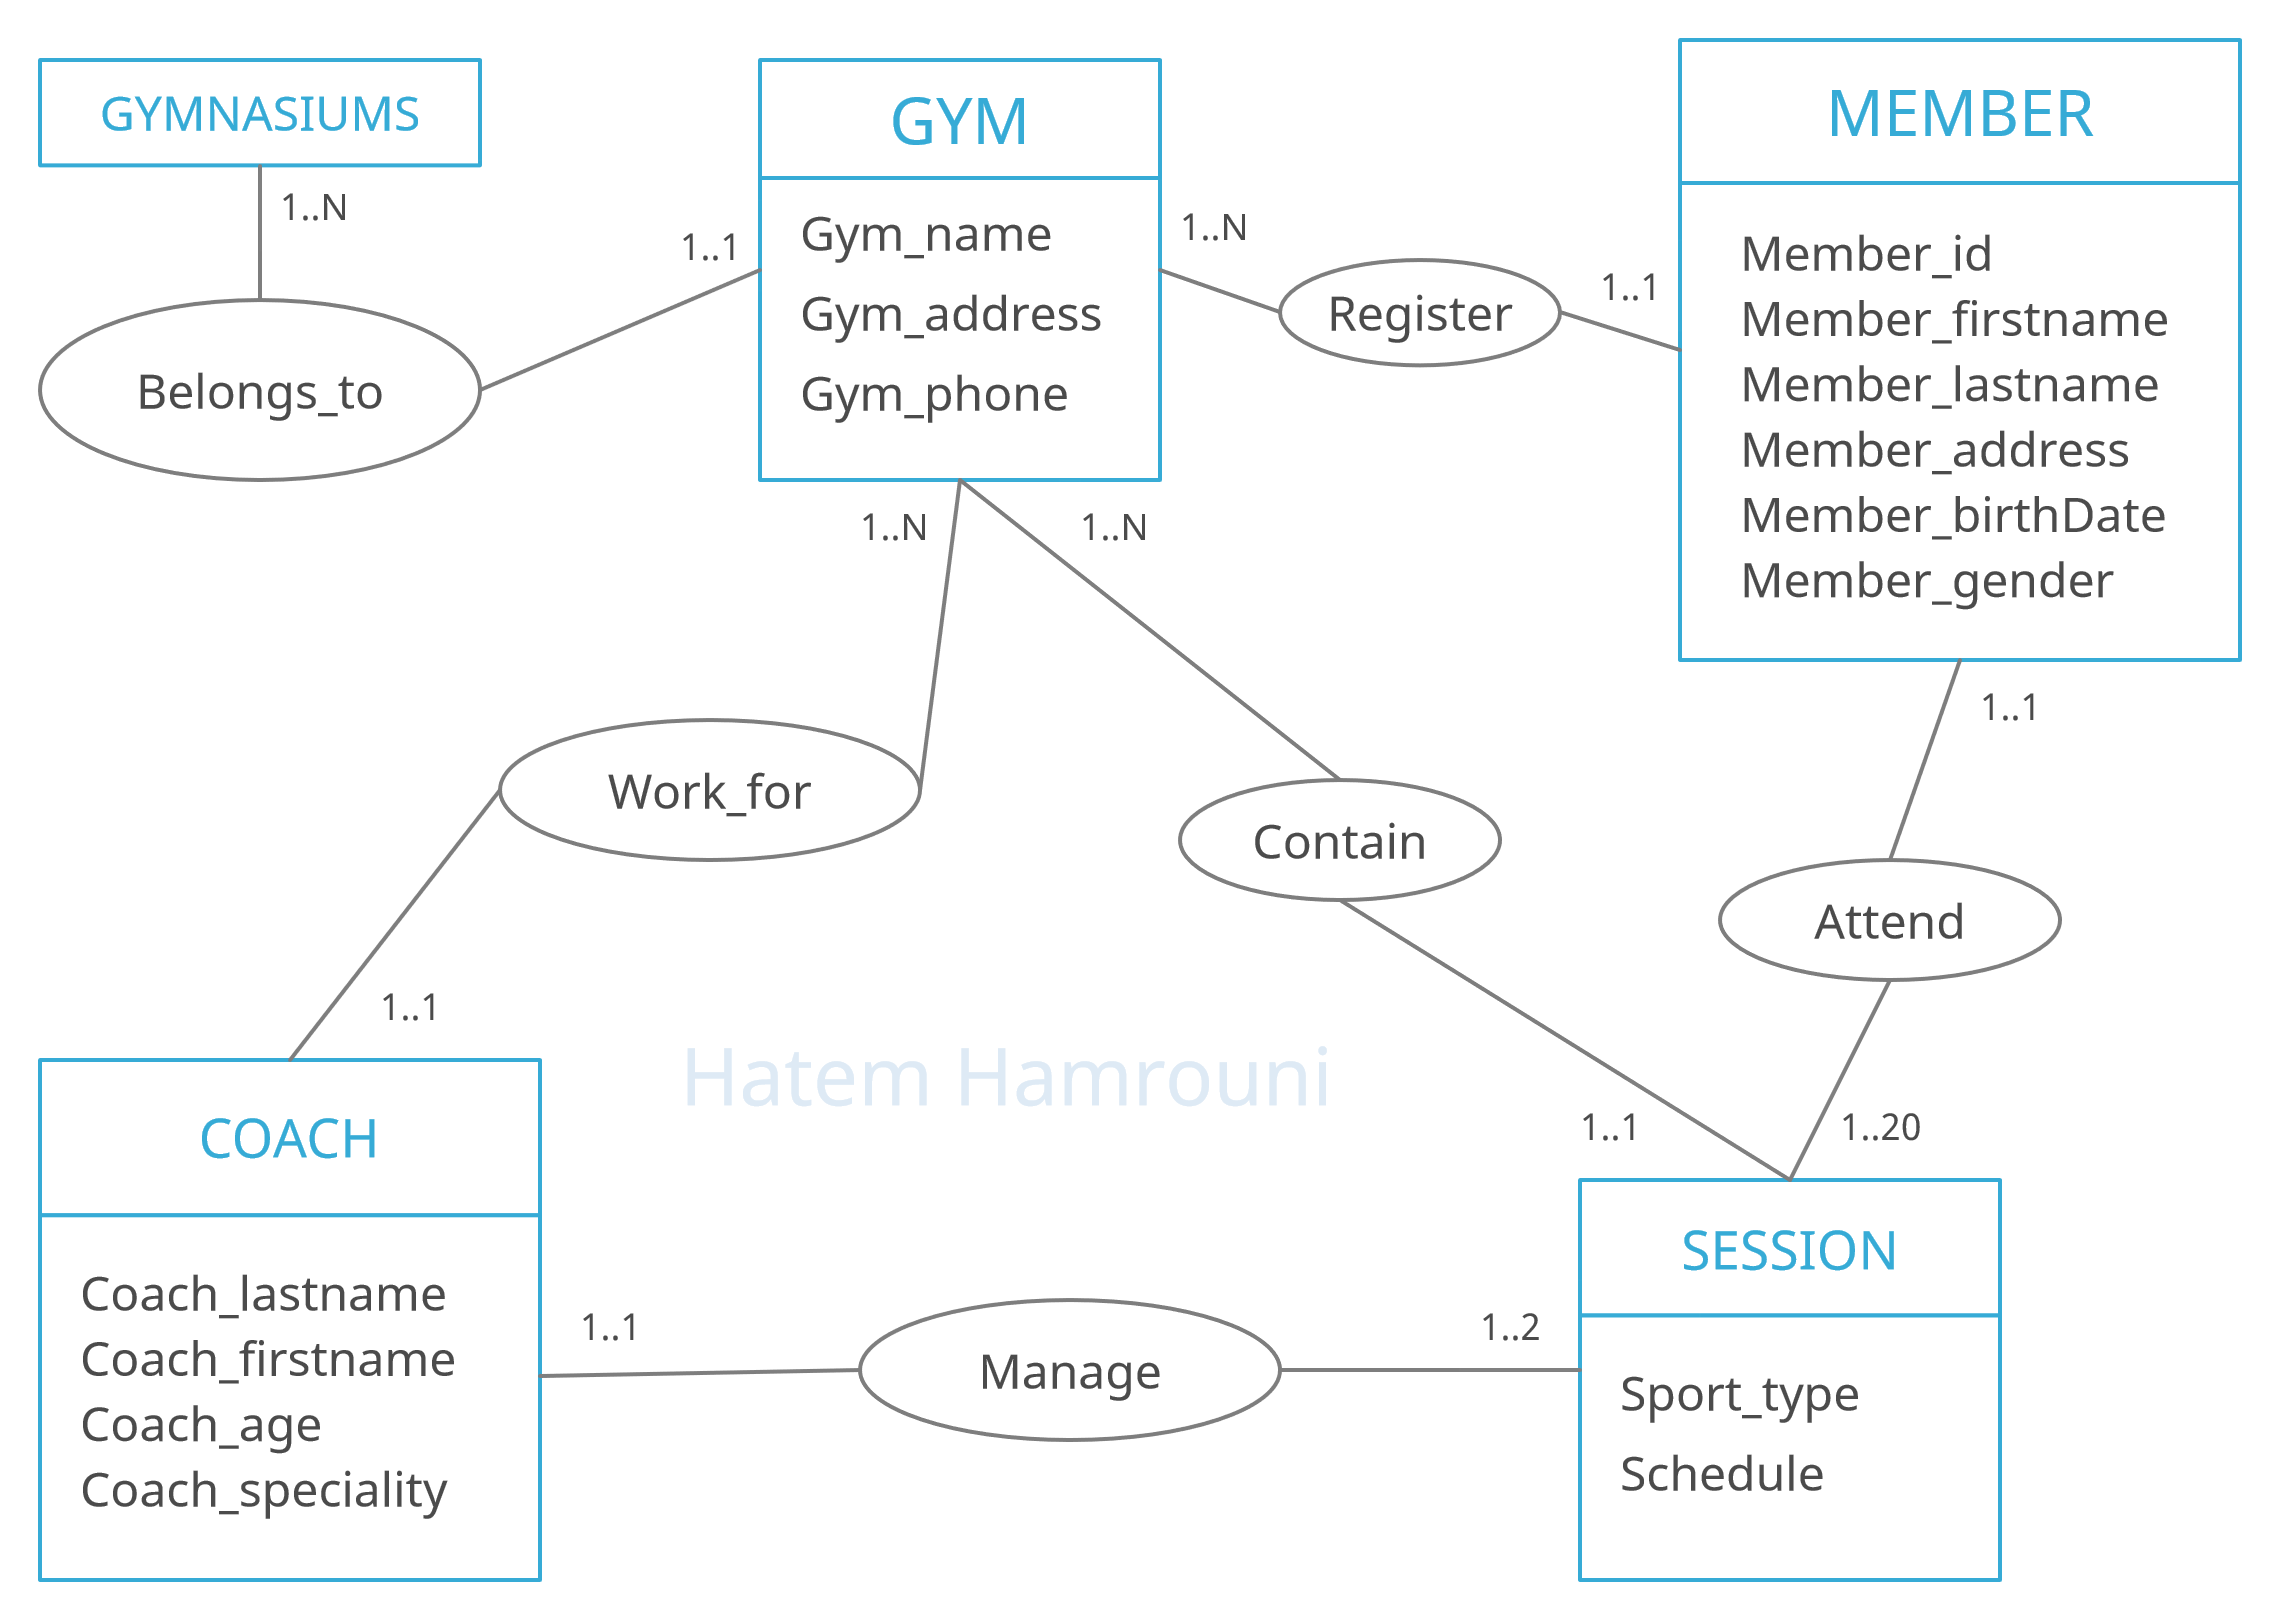 GYMNASIUMS
1..N
Belongs_to
1..1
GYM
Gym_name
Gym_address
Gym_phone
1..N
Register
1..1
MEMBER
Member_id
Member_firstname
Member_lastname
Member_address
Member_birthDate
Member_gender
1..N
1..N
1..1
Work_for
Contain
Attend
1..1
Hatem Hamrouni
1..1
1..20
COACH
Coach_lastname
Coach_firstname
Coach_age
Coach_speciality
1..1
Manage
1..2
SESSION
Sport_type
Schedule